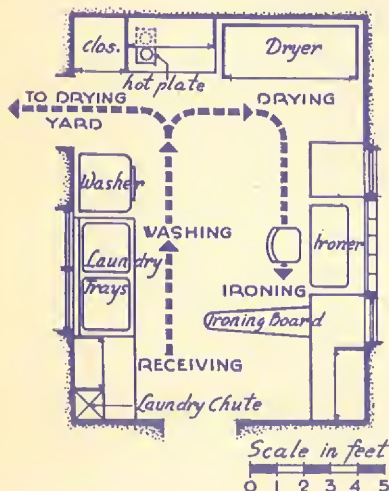 clos.
Dryer
hot plate
TO DRYING
YARD
DRYING
Washer
WASHING
Laundry
Trays
Ironer
IRONING
Ironing Board
RECEIVING
Laundry Chute
Scale in feet
0 1 2 3 4 5